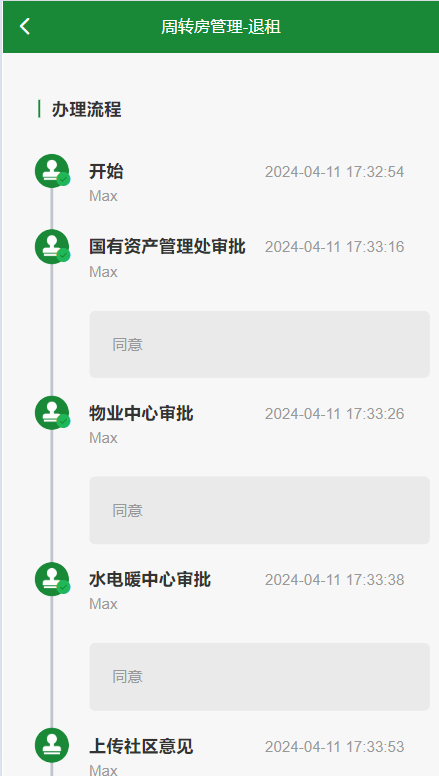 周转房管理-退租
办理流程
开始 2024-04-11 17:32:54
Max
国有资产管理处审批 2024-04-11 17:33:16
Max
同意
物业中心审批 2024-04-11 17:33:26
Max
同意
水电暖中心审批 2024-04-11 17:33:38
Max
同意
上传社区意见 2024-04-11 17:33:53
Max